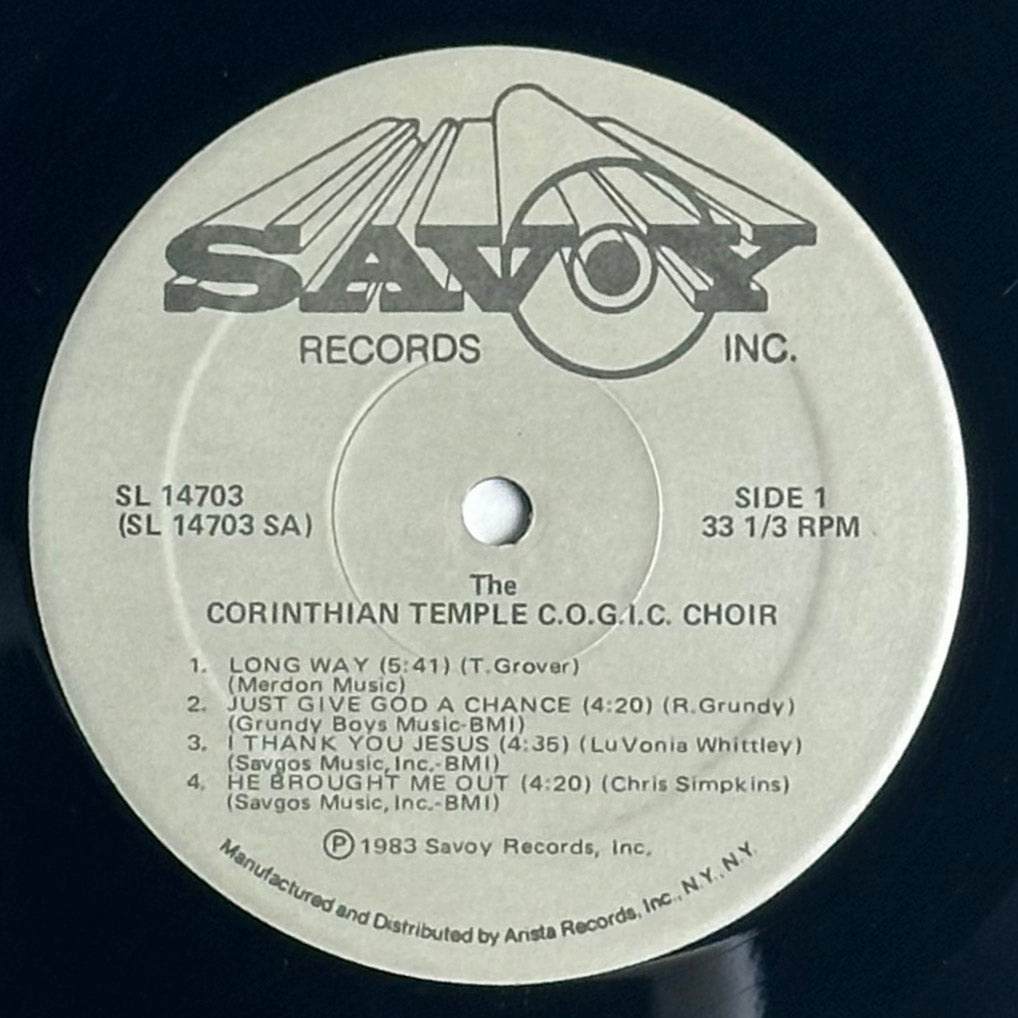 SAVOY
RECORDS INC.
SL 14703
(SL 14703 SA)
SIDE 1
33 1/3 RPM
The
CORINTHIAN TEMPLE C.O.G.I.C. CHOIR
1. LONG WAY (5:41) (T.Grover)
(Merdon Music)
2. JUST GIVE GOD A CHANCE (4:20) (R.Grundy)
(Grundy Boys Music-BMI)
3. I THANK YOU JESUS (4:35) (LuVonia Whittley)
(Savgos Music, Inc.-BMI)
4. HE BROUGHT ME OUT (4:20) (Chris Simpkins)
(Savgos Music, Inc.-BMI)
℗ 1983 Savoy Records, Inc.
Manufactured and Distributed by Arista Records, Inc., N.Y., N.Y.